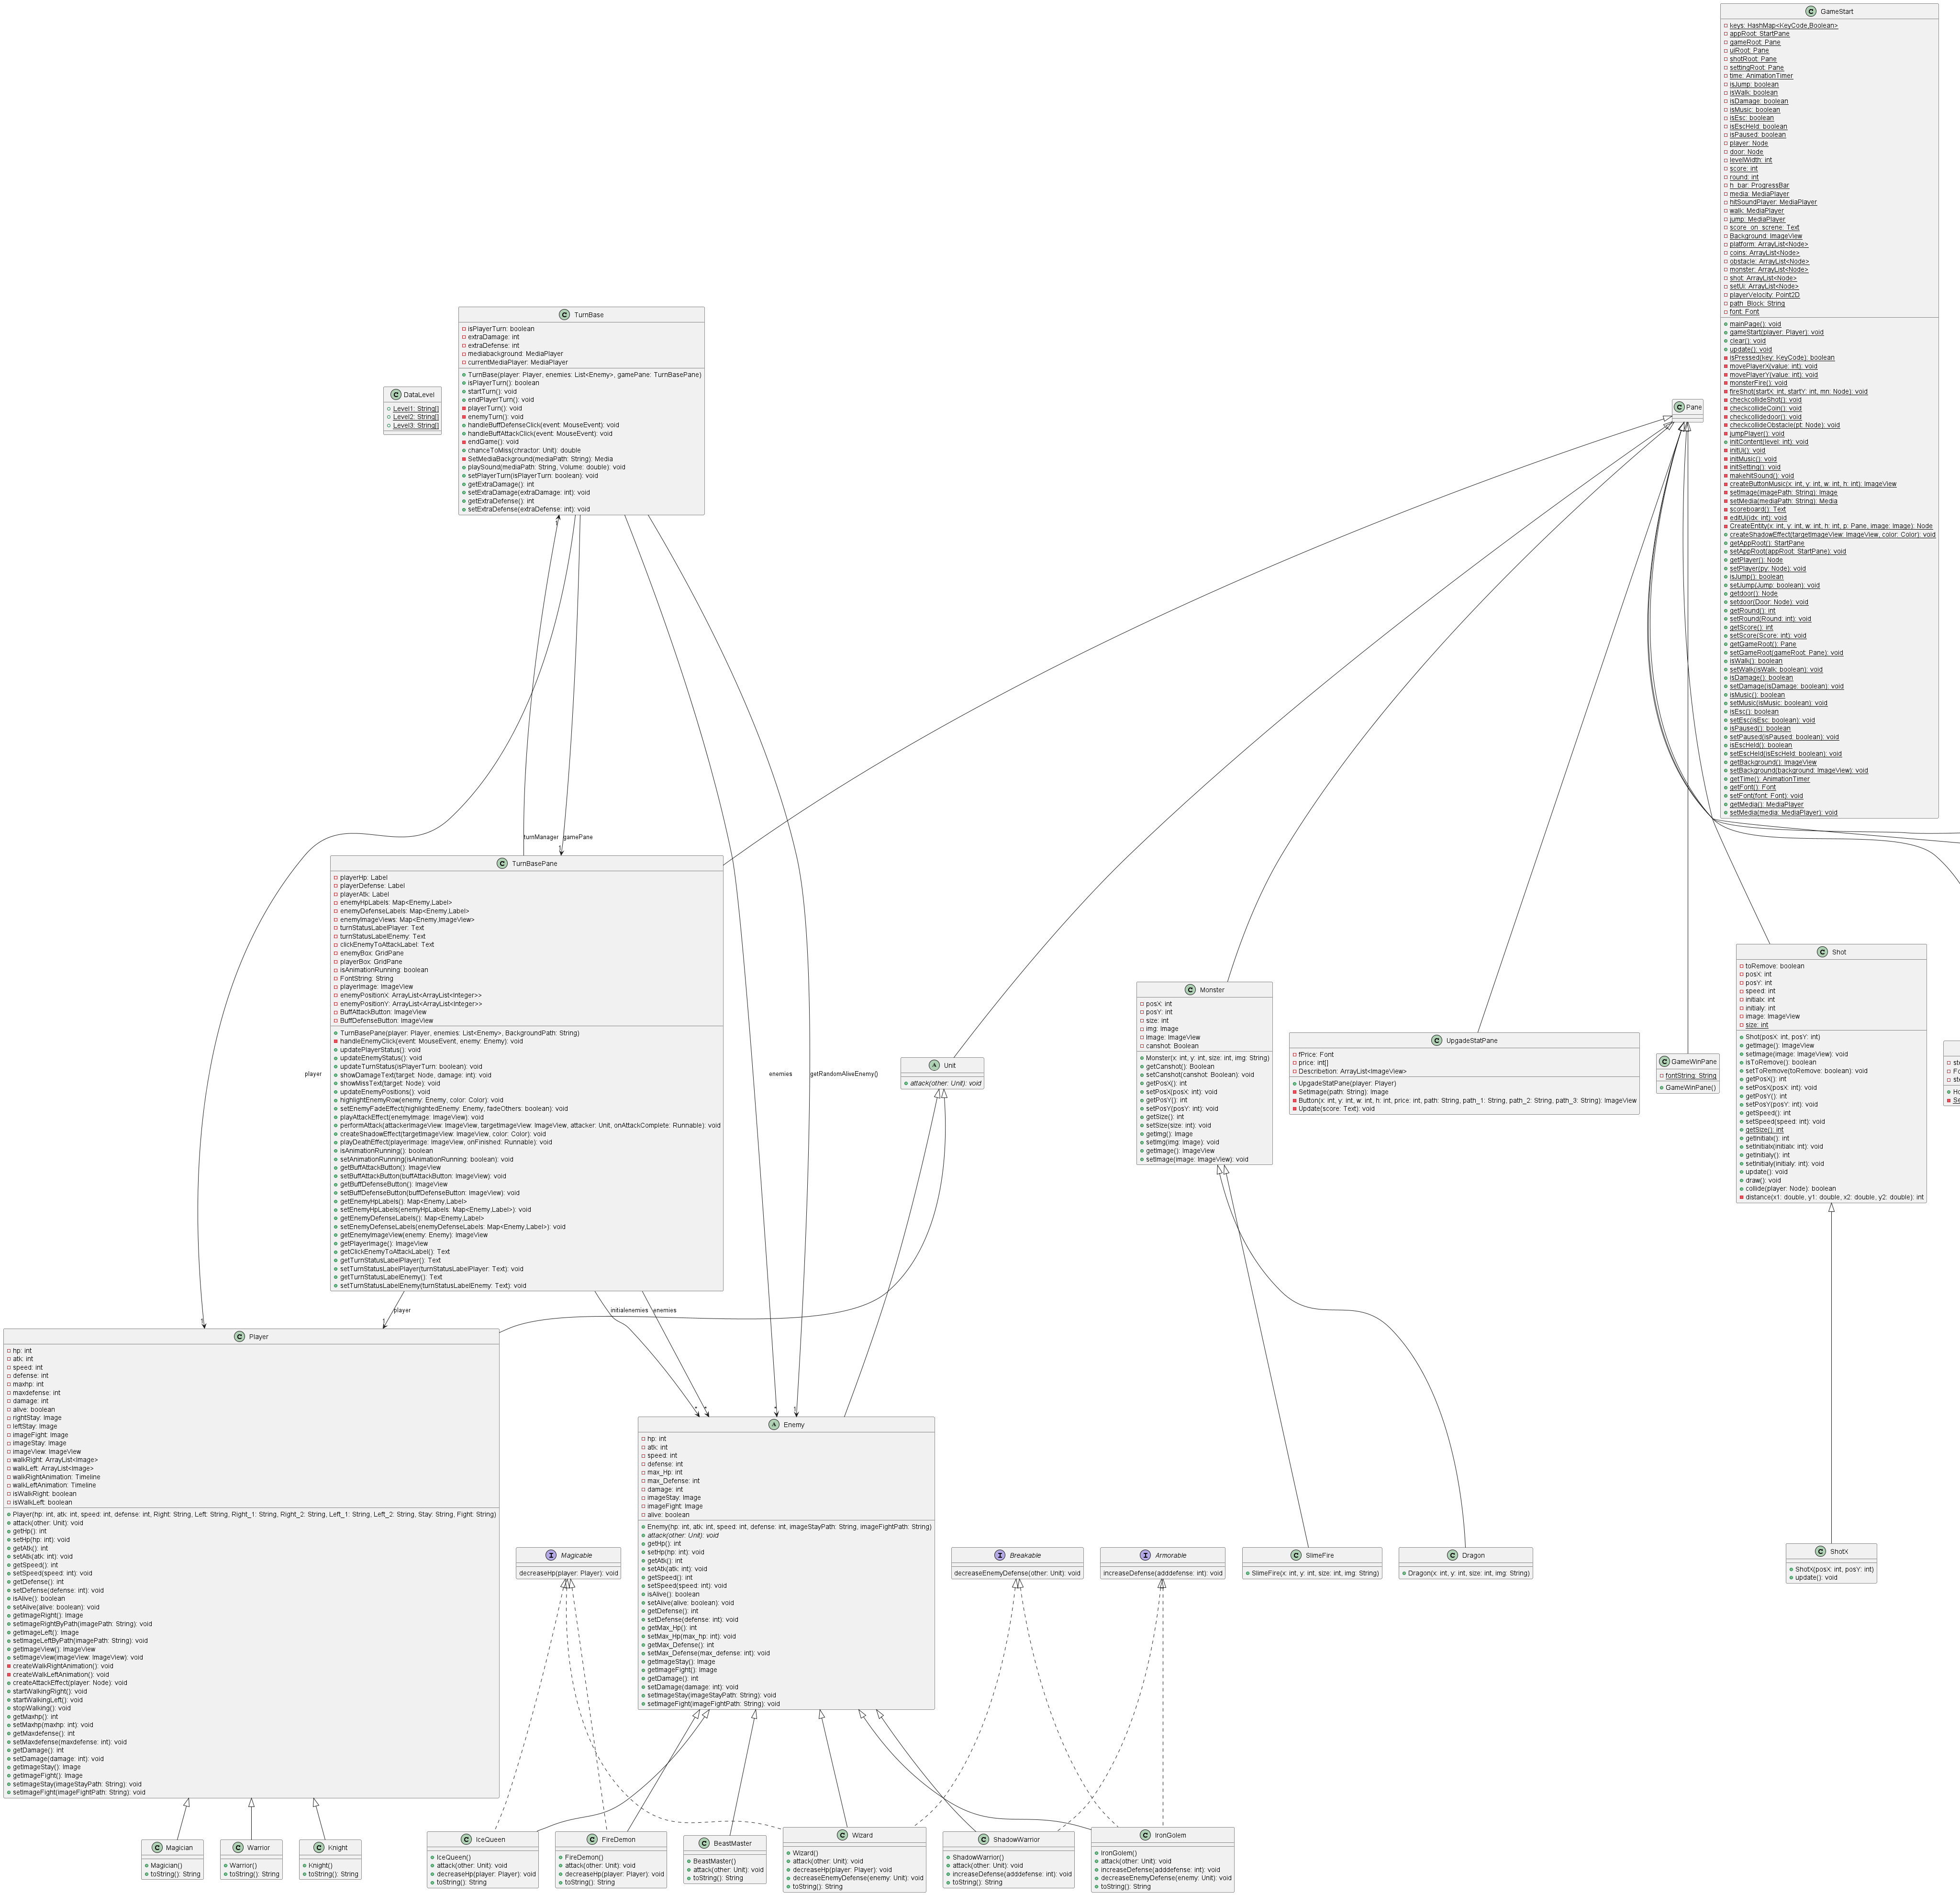 GameStart
keys: HashMap<KeyCode,Boolean>
appRoot: StartPane
gameRoot: Pane
uiRoot: Pane
shotRoot: Pane
settingRoot: Pane
time: AnimationTimer
isJump: boolean
isWalk: boolean
isDamage: boolean
isMusic: boolean
isEsc: boolean
isEscHeld: boolean
isPaused: boolean
player: Node
door: Node
levelWidth: int
score: int
round: int
h_bar: ProgressBar
media: MediaPlayer
hitSoundPlayer: MediaPlayer
walk: MediaPlayer
jump: MediaPlayer
score_on_screne: Text
Background: ImageView
platform: ArrayList<Node>
coins: ArrayList<Node>
obstacle: ArrayList<Node>
monster: ArrayList<Node>
shot: ArrayList<Node>
setUi: ArrayList<Node>
playerVelocity: Point2D
path_Block: String
font: Font
mainPage(): void
gameStart(player: Player): void
clear(): void
update(): void
isPressed(key: KeyCode): boolean
movePlayerX(value: int): void
movePlayerY(value: int): void
monsterFire(): void
fireShot(startX: int, startY: int, mn: Node): void
checkcollideShot(): void
checkcollideCoin(): void
checkcollidedoor(): void
checkcollideObstacle(pt: Node): void
jumpPlayer(): void
initContent(level: int): void
initUi(): void
initMusic(): void
initSetting(): void
makehitSound(): void
createButtonMusic(x: int, y: int, w: int, h: int): ImageView
setImage(imagePath: String): Image
setMedia(mediaPath: String): Media
scoreboard(): Text
editUi(idx: int): void
CreateEntity(x: int, y: int, w: int, h: int, p: Pane, image: Image): Node
createShadowEffect(targetImageView: ImageView, color: Color): void
getAppRoot(): StartPane
setAppRoot(appRoot: StartPane): void
getPlayer(): Node
setPlayer(py: Node): void
isJump(): boolean
setJump(Jump: boolean): void
getdoor(): Node
setdoor(Door: Node): void
getRound(): int
setRound(Round: int): void
getScore(): int
setScore(Score: int): void
getGameRoot(): Pane
setGameRoot(gameRoot: Pane): void
isWalk(): boolean
setWalk(isWalk: boolean): void
isDamage(): boolean
setDamage(isDamage: boolean): void
isMusic(): boolean
setMusic(isMusic: boolean): void
isEsc(): boolean
setEsc(isEsc: boolean): void
isPaused(): boolean
setPaused(isPaused: boolean): void
isEscHeld(): boolean
setEscHeld(isEscHeld: boolean): void
getBackground(): ImageView
setBackground(background: ImageView): void
getTime(): AnimationTimer
getFont(): Font
setFont(font: Font): void
getMedia(): MediaPlayer
setMedia(media: MediaPlayer): void
TurnBase
isPlayerTurn: boolean
extraDamage: int
extraDefense: int
mediabackground: MediaPlayer
currentMediaPlayer: MediaPlayer
TurnBase(player: Player, enemies: List<Enemy>, gamePane: TurnBasePane)
isPlayerTurn(): boolean
startTurn(): void
endPlayerTurn(): void
playerTurn(): void
enemyTurn(): void
handleBuffDefenseClick(event: MouseEvent): void
handleBuffAttackClick(event: MouseEvent): void
endGame(): void
chanceToMiss(chractor: Unit): double
SetMediaBackground(mediaPath: String): Media
playSound(mediaPath: String, Volume: double): void
setPlayerTurn(isPlayerTurn: boolean): void
getExtraDamage(): int
setExtraDamage(extraDamage: int): void
getExtraDefense(): int
setExtraDefense(extraDefense: int): void
DataLevel
Level1: String[]
Level2: String[]
Level3: String[]
Pane
1
turnManager
gamePane
1
player
enemies
getRandomAliveEnemy()
TurnBasePane
playerHp: Label
playerDefense: Label
playerAtk: Label
enemyHpLabels: Map<Enemy,Label>
enemyDefenseLabels: Map<Enemy,Label>
enemyImageViews: Map<Enemy,ImageView>
turnStatusLabelPlayer: Text
turnStatusLabelEnemy: Text
clickEnemyToAttackLabel: Text
enemyBox: GridPane
playerBox: GridPane
isAnimationRunning: boolean
FontString: String
playerImage: ImageView
enemyPositionX: ArrayList<ArrayList<Integer>>
enemyPositionY: ArrayList<ArrayList<Integer>>
BuffAttackButton: ImageView
BuffDefenseButton: ImageView
TurnBasePane(player: Player, enemies: List<Enemy>, BackgroundPath: String)
handleEnemyClick(event: MouseEvent, enemy: Enemy): void
updatePlayerStatus(): void
updateEnemyStatus(): void
updateTurnStatus(isPlayerTurn: boolean): void
showDamageText(target: Node, damage: int): void
showMissText(target: Node): void
updateEnemyPositions(): void
highlightEnemyRow(enemy: Enemy, color: Color): void
setEnemyFadeEffect(highlightedEnemy: Enemy, fadeOthers: boolean): void
playAttackEffect(enemyImage: ImageView): void
performAttack(attackerImageView: ImageView, targetImageView: ImageView, attacker: Unit, onAttackComplete: Runnable): void
createShadowEffect(targetImageView: ImageView, color: Color): void
playDeathEffect(playerImage: ImageView, onFinished: Runnable): void
isAnimationRunning(): boolean
setAnimationRunning(isAnimationRunning: boolean): void
getBuffAttackButton(): ImageView
setBuffAttackButton(buffAttackButton: ImageView): void
getBuffDefenseButton(): ImageView
setBuffDefenseButton(buffDefenseButton: ImageView): void
getEnemyHpLabels(): Map<Enemy,Label>
setEnemyHpLabels(enemyHpLabels: Map<Enemy,Label>): void
getEnemyDefenseLabels(): Map<Enemy,Label>
setEnemyDefenseLabels(enemyDefenseLabels: Map<Enemy,Label>): void
getEnemyImageView(enemy: Enemy): ImageView
getPlayerImage(): ImageView
getClickEnemyToAttackLabel(): Text
getTurnStatusLabelPlayer(): Text
setTurnStatusLabelPlayer(turnStatusLabelPlayer: Text): void
getTurnStatusLabelEnemy(): Text
setTurnStatusLabelEnemy(turnStatusLabelEnemy: Text): void
Unit
attack(other: Unit): void
Monster
posX: int
posY: int
size: int
img: Image
Image: ImageView
canshot: Boolean
Monster(x: int, y: int, size: int, img: String)
getCanshot(): Boolean
setCanshot(canshot: Boolean): void
getPosX(): int
setPosX(posX: int): void
getPosY(): int
setPosY(posY: int): void
getSize(): int
setSize(size: int): void
getImg(): Image
setImg(img: Image): void
getImage(): ImageView
setImage(image: ImageView): void
UpgadeStatPane
fPrice: Font
price: int[]
Describetion: ArrayList<ImageView>
UpgadeStatPane(player: Player)
SetImage(path: String): Image
Button(x: int, y: int, w: int, h: int, price: int, path: String, path_1: String, path_2: String, path_3: String): ImageView
Update(score: Text): void
GameWinPane
fontString: String
GameWinPane()
Shot
toRemove: boolean
posX: int
posY: int
speed: int
initialx: int
initialy: int
image: ImageView
size: int
Shot(posX: int, posY: int)
getImage(): ImageView
setImage(image: ImageView): void
isToRemove(): boolean
setToRemove(toRemove: boolean): void
getPosX(): int
setPosX(posX: int): void
getPosY(): int
setPosY(posY: int): void
getSpeed(): int
setSpeed(speed: int): void
getSize(): int
getInitialx(): int
setInitialx(initialx: int): void
getInitialy(): int
setInitialy(initialy: int): void
update(): void
draw(): void
collide(player: Node): boolean
distance(x1: double, y1: double, x2: double, y2: double): int
player
initialenemies
enemies
1
1
*
*
*
1
Player
hp: int
atk: int
speed: int
defense: int
maxhp: int
maxdefense: int
damage: int
alive: boolean
rightStay: Image
leftStay: Image
imageFight: Image
imageStay: Image
imageView: ImageView
walkRight: ArrayList<Image>
walkLeft: ArrayList<Image>
walkRightAnimation: Timeline
walkLeftAnimation: Timeline
isWalkRight: boolean
isWalkLeft: boolean
Player(hp: int, atk: int, speed: int, defense: int, Right: String, Left: String, Right_1: String, Right_2: String, Left_1: String, Left_2: String, Stay: String, Fight: String)
attack(other: Unit): void
getHp(): int
setHp(hp: int): void
getAtk(): int
setAtk(atk: int): void
getSpeed(): int
setSpeed(speed: int): void
getDefense(): int
setDefense(defense: int): void
isAlive(): boolean
setAlive(alive: boolean): void
getImageRight(): Image
setImageRightByPath(imagePath: String): void
getImageLeft(): Image
setImageLeftByPath(imagePath: String): void
getImageView(): ImageView
setImageView(imageView: ImageView): void
createWalkRightAnimation(): void
createWalkLeftAnimation(): void
createAttackEffect(player: Node): void
startWalkingRight(): void
startWalkingLeft(): void
stopWalking(): void
getMaxhp(): int
setMaxhp(maxhp: int): void
getMaxdefense(): int
setMaxdefense(maxdefense: int): void
getDamage(): int
setDamage(damage: int): void
getImageStay(): Image
getImageFight(): Image
setImageStay(imageStayPath: String): void
setImageFight(imageFightPath: String): void
Enemy
hp: int
atk: int
speed: int
defense: int
max_Hp: int
max_Defense: int
damage: int
imageStay: Image
imageFight: Image
alive: boolean
Enemy(hp: int, atk: int, speed: int, defense: int, imageStayPath: String, imageFightPath: String)
attack(other: Unit): void
getHp(): int
setHp(hp: int): void
getAtk(): int
setAtk(atk: int): void
getSpeed(): int
setSpeed(speed: int): void
isAlive(): boolean
setAlive(alive: boolean): void
getDefense(): int
setDefense(defense: int): void
getMax_Hp(): int
setMax_Hp(max_hp: int): void
getMax_Defense(): int
setMax_Defense(max_defense: int): void
getImageStay(): Image
getImageFight(): Image
getDamage(): int
setDamage(damage: int): void
setImageStay(imageStayPath: String): void
setImageFight(imageFightPath: String): void
Magicable
decreaseHp(player: Player): void
Breakable
decreaseEnemyDefense(other: Unit): void
Armorable
increaseDefense(adddefense: int): void
SlimeFire
SlimeFire(x: int, y: int, size: int, img: String)
Dragon
Dragon(x: int, y: int, size: int, img: String)
ShotX
ShotX(posX: int, posY: int)
update(): void
Magician
Magician()
toString(): String
Warrior
Warrior()
toString(): String
Knight
Knight()
toString(): String
IceQueen
IceQueen()
attack(other: Unit): void
decreaseHp(player: Player): void
toString(): String
FireDemon
FireDemon()
attack(other: Unit): void
decreaseHp(player: Player): void
toString(): String
BeastMaster
BeastMaster()
attack(other: Unit): void
toString(): String
Wizard
Wizard()
attack(other: Unit): void
decreaseHp(player: Player): void
decreaseEnemyDefense(enemy: Unit): void
toString(): String
ShadowWarrior
ShadowWarrior()
attack(other: Unit): void
increaseDefense(adddefense: int): void
toString(): String
IronGolem
IronGolem()
attack(other: Unit): void
increaseDefense(adddefense: int): void
decreaseEnemyDefense(enemy: Unit): void
toString(): String